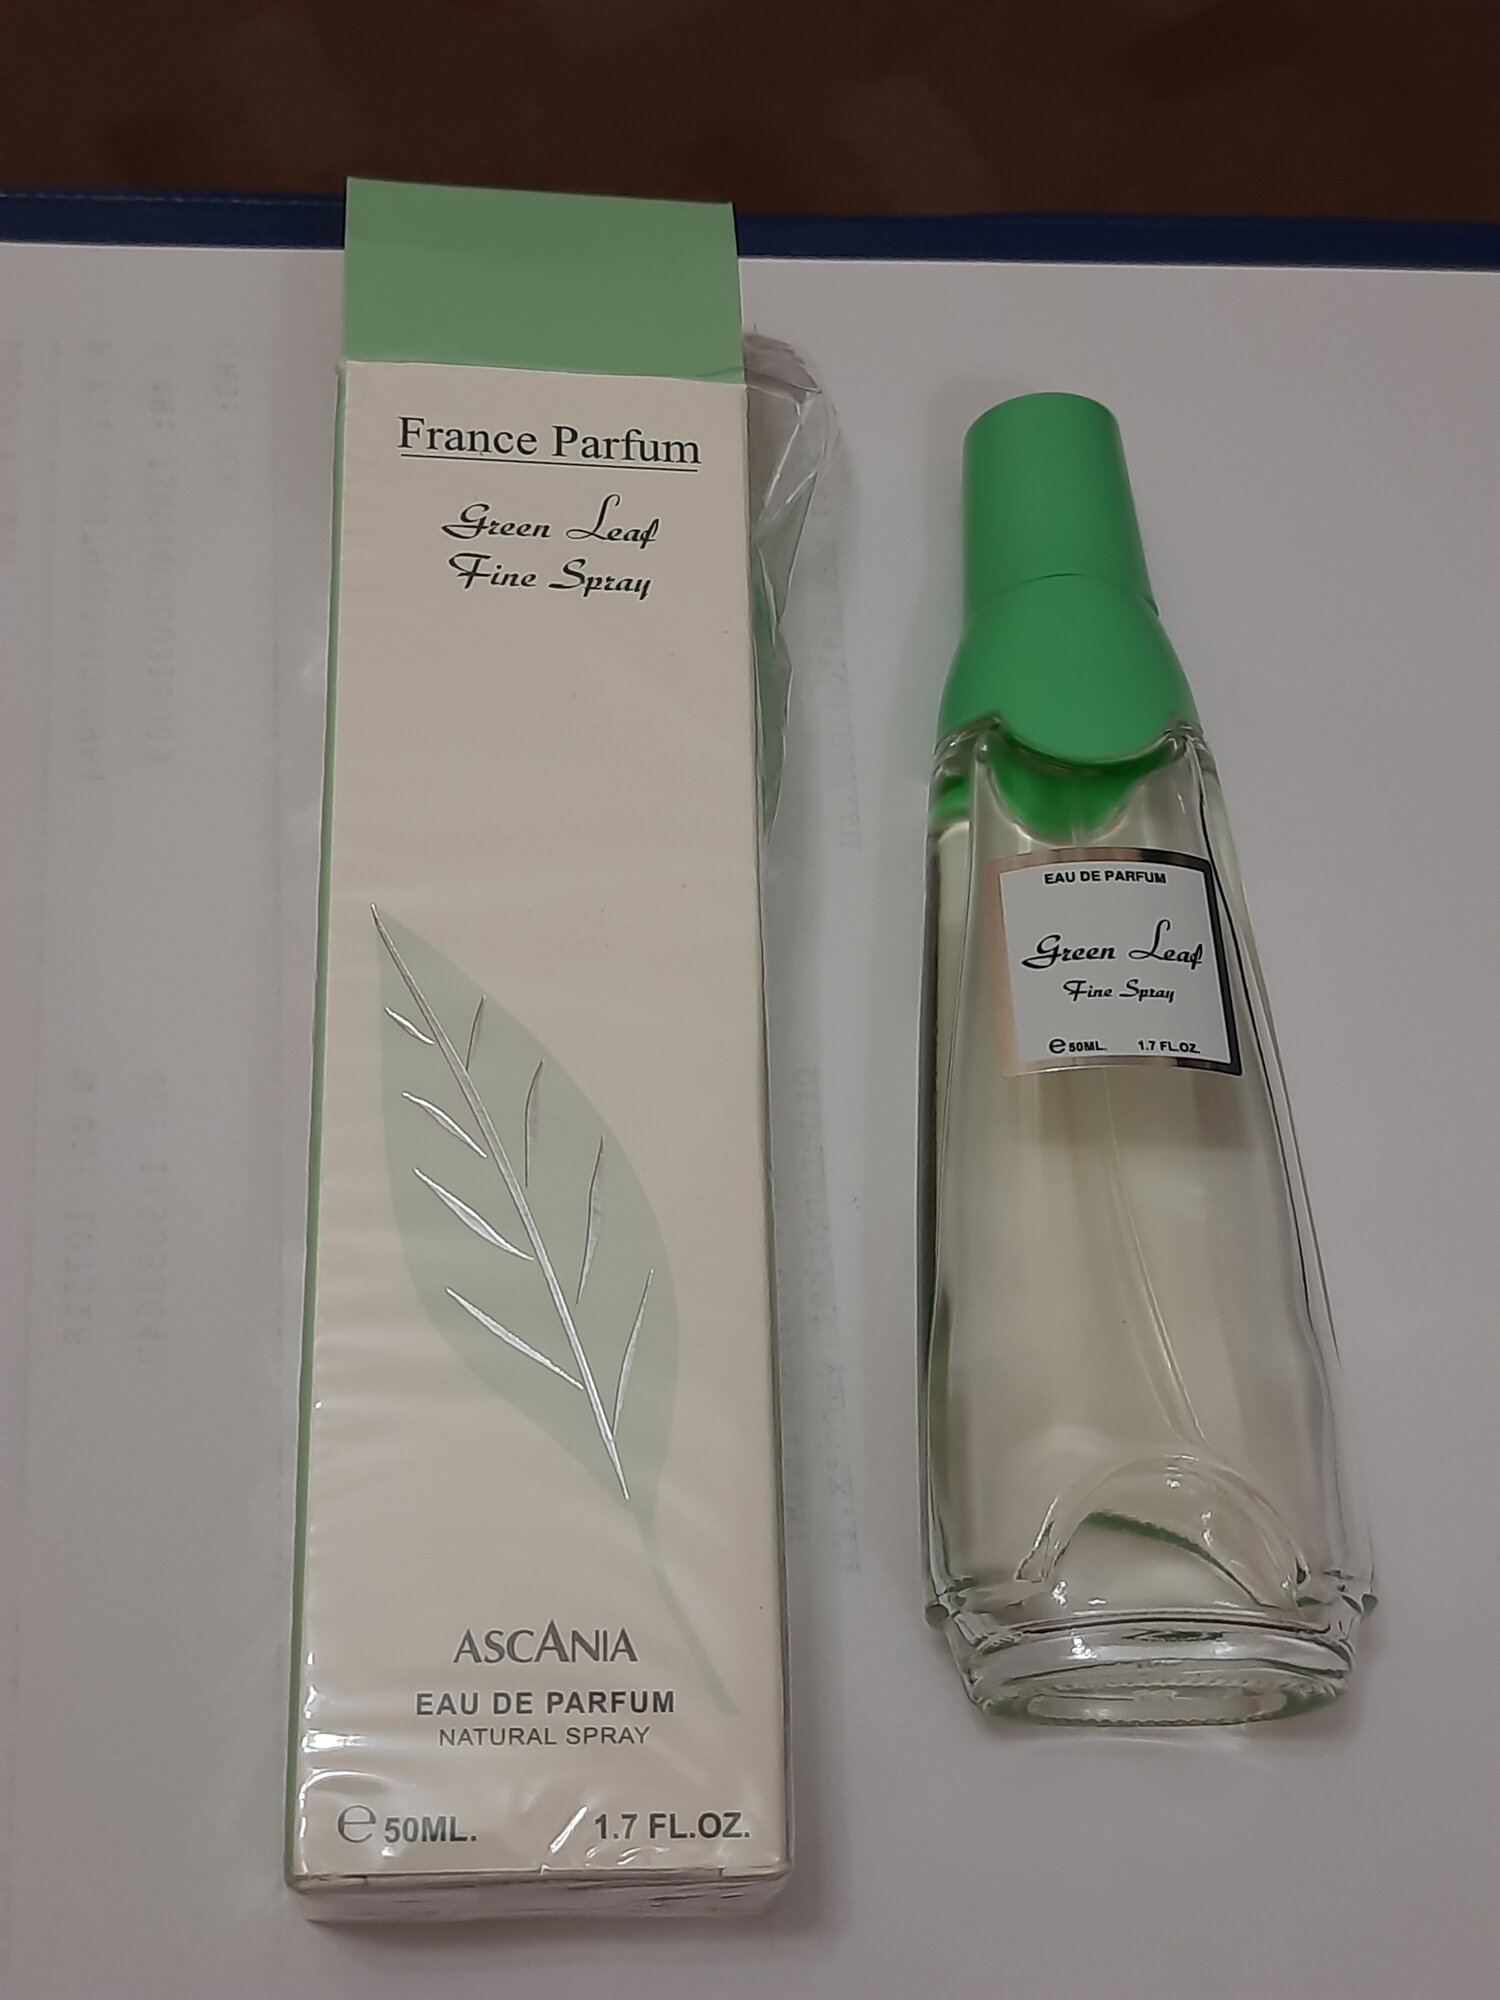 France Parfum
Green Leaf
Fine Spray
ASCANIA
EAU DE PARFUM
NATURAL SPRAY
e 50ML. 1.7 FL.OZ.
EAU DE PARFUM
Green Leaf
Fine Spray
e 50ML. 1.7 FL.OZ.